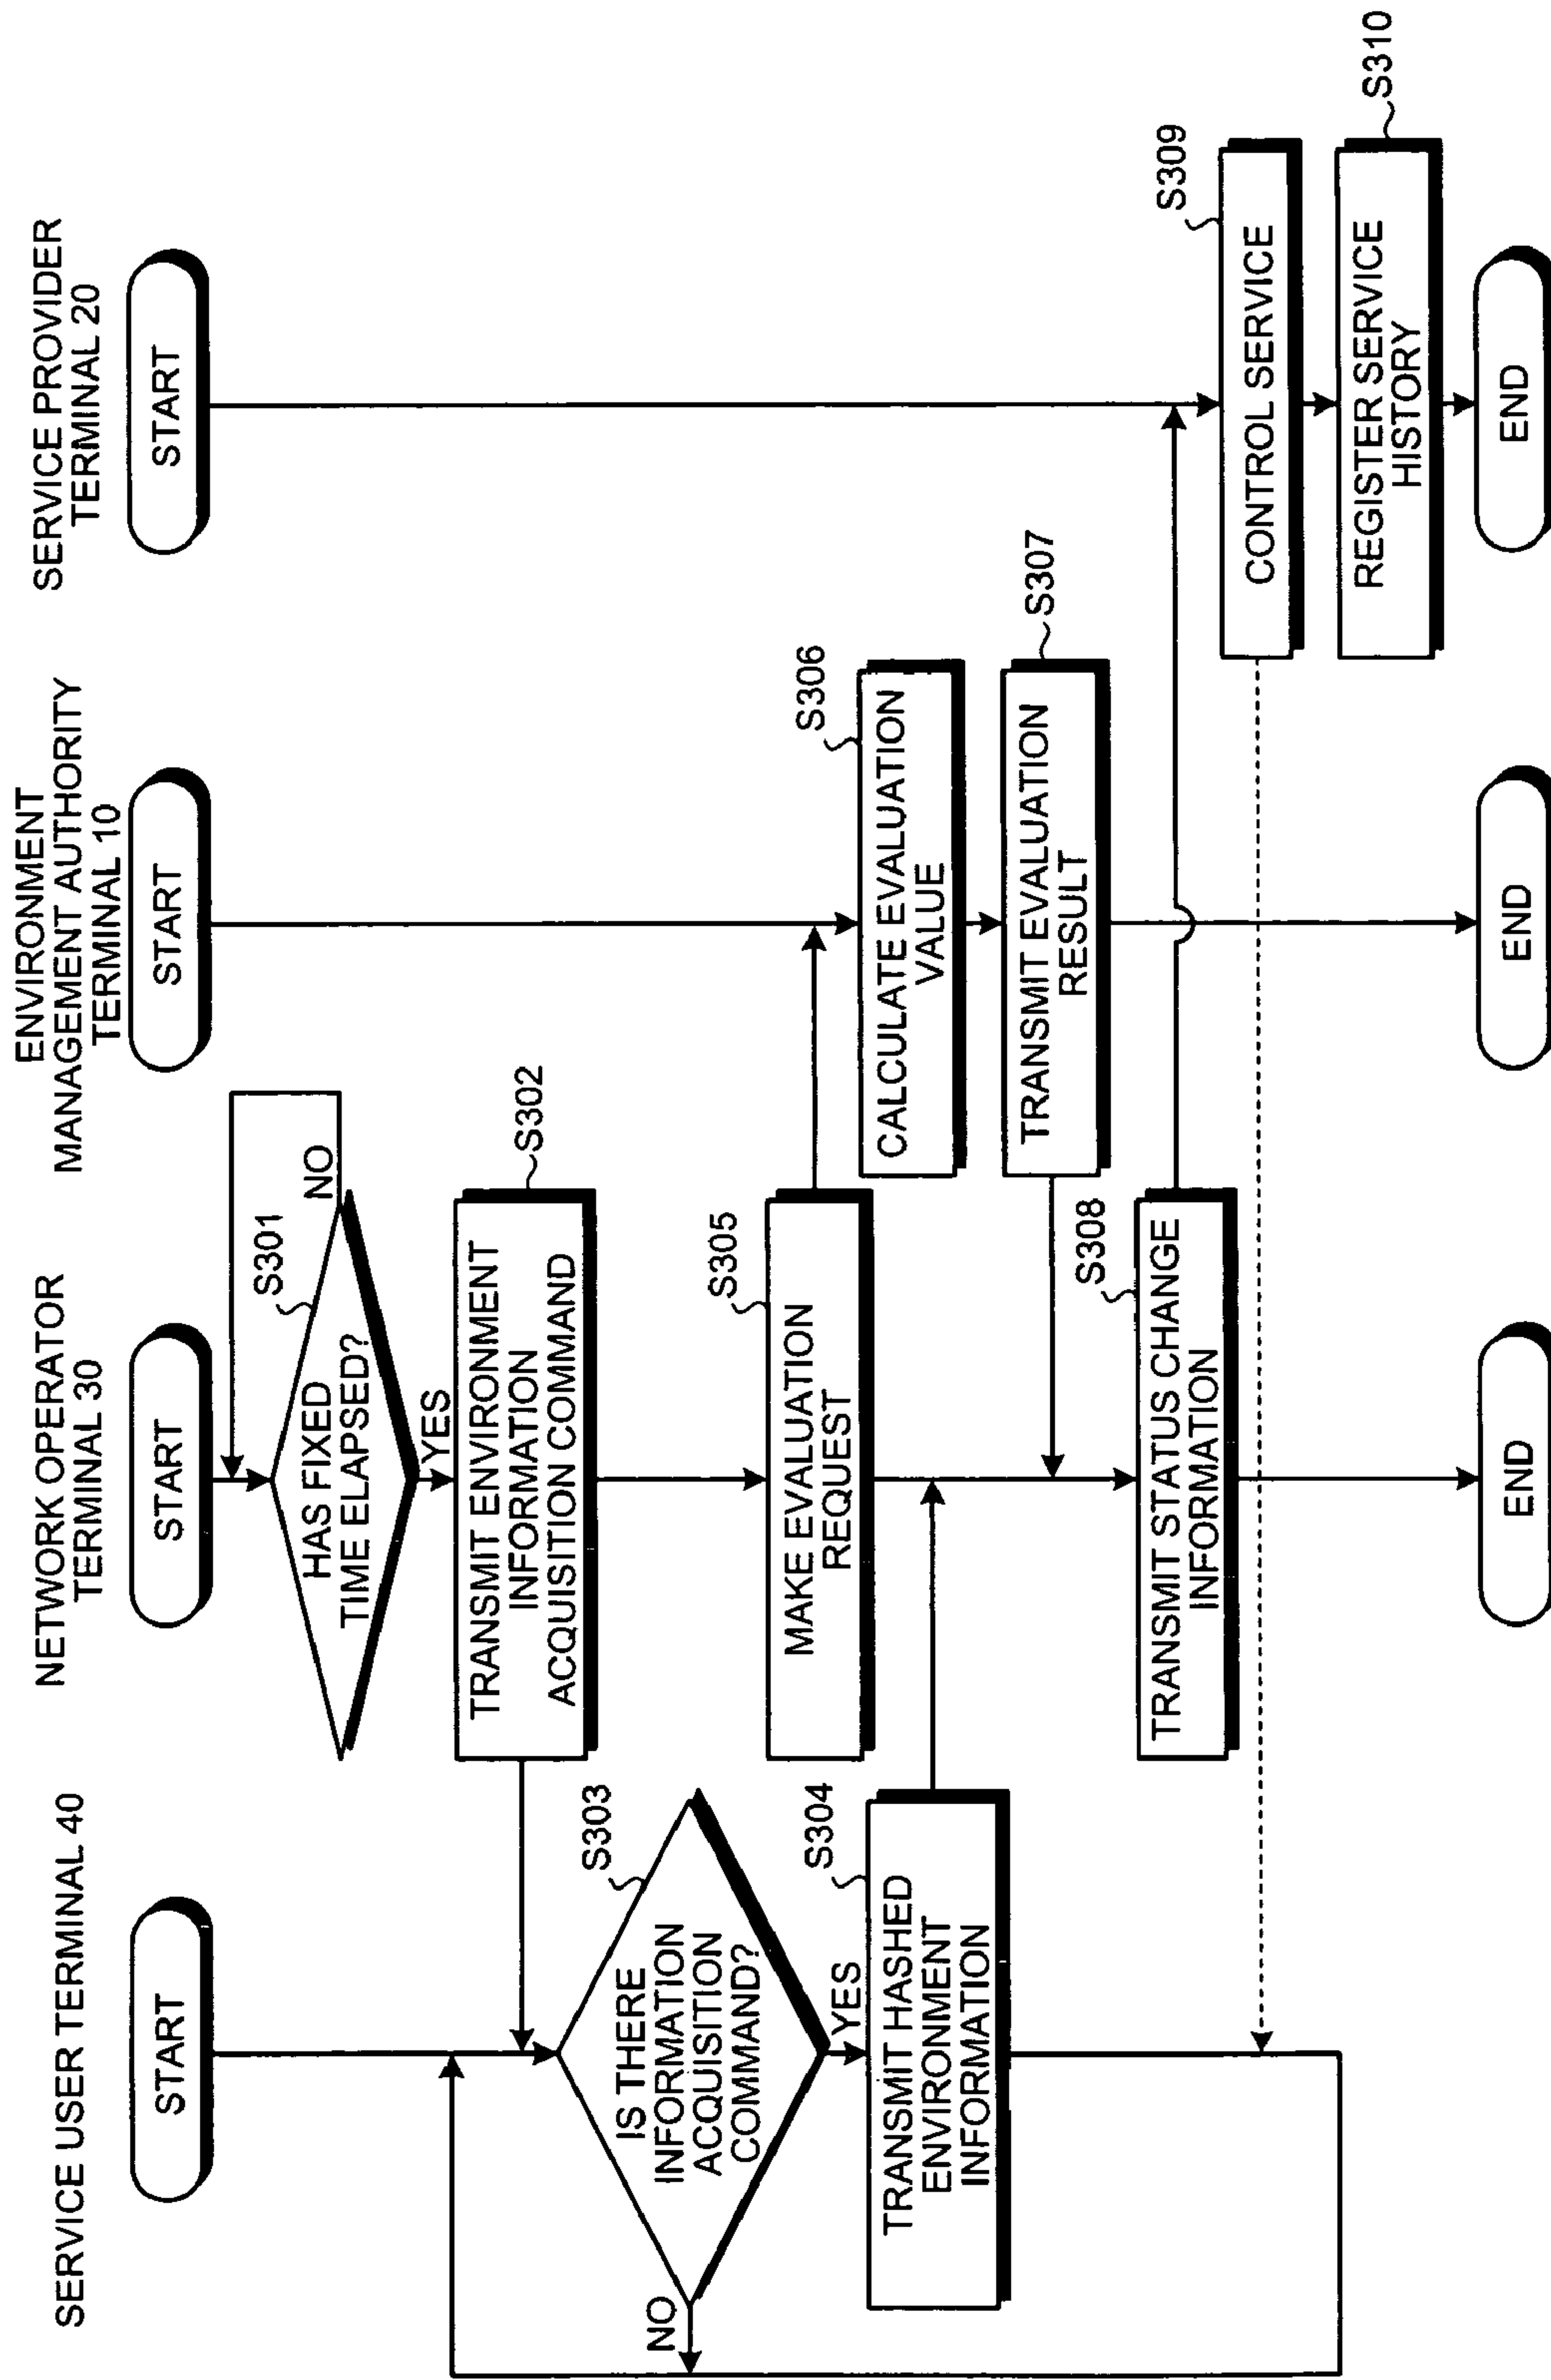 SERVICE USER TERMINAL 40
START
IS THERE
INFORMATION
ACQUISITION
COMMAND?
S303
NO
YES
TRANSMIT HASHED
ENVIRONMENT
INFORMATION
S304
NETWORK OPERATOR
TERMINAL 30
START
HAS FIXED
TIME ELAPSED?
S301
NO
YES
TRANSMIT ENVIRONMENT
INFORMATION
ACQUISITION COMMAND
S302
MAKE EVALUATION
REQUEST
S305
TRANSMIT STATUS CHANGE
INFORMATION
S308
END
ENVIRONMENT
MANAGEMENT AUTHORITY
TERMINAL 10
START
CALCULATE EVALUATION
VALUE
S306
TRANSMIT EVALUATION
RESULT
S307
END
SERVICE PROVIDER
TERMINAL 20
START
CONTROL SERVICE
S309
REGISTER SERVICE
HISTORY
S310
END